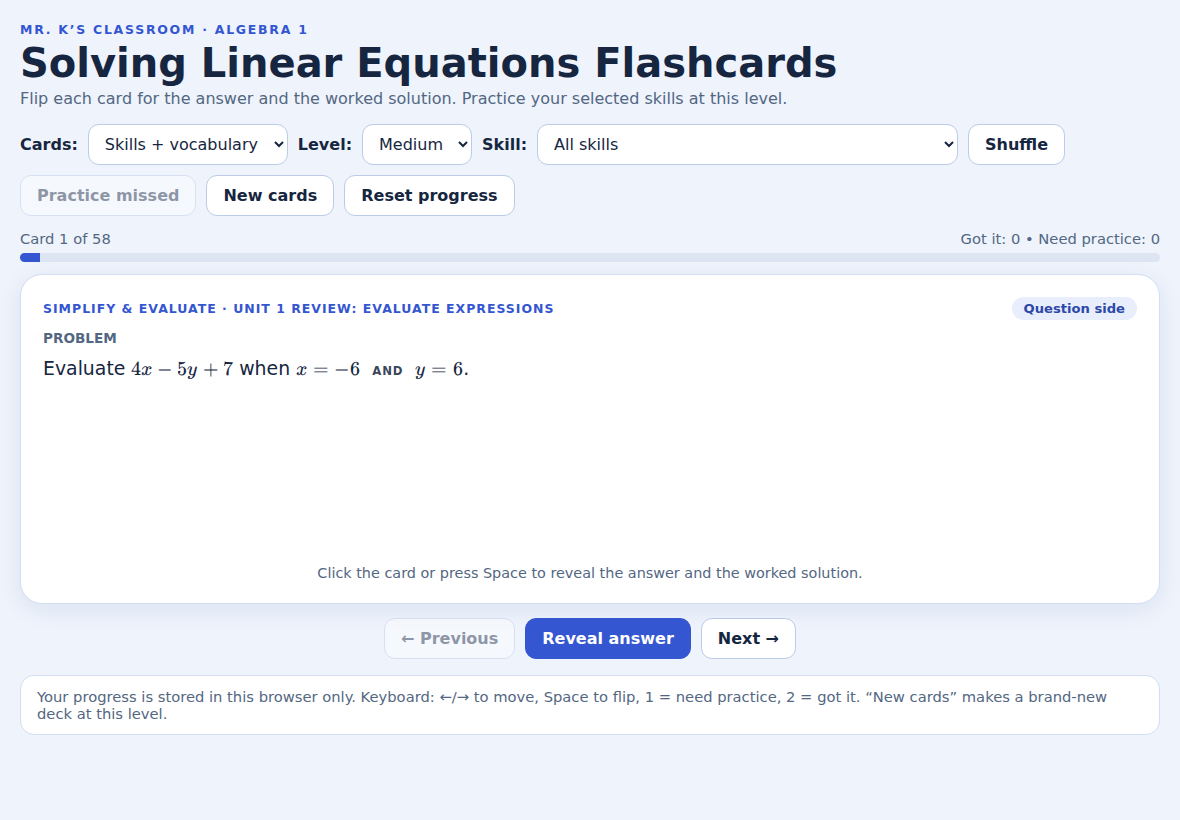 MR. K’S CLASSROOM · ALGEBRA 1
Solving Linear Equations Flashcards
Flip each card for the answer and the worked solution. Practice your selected skills at this level.
Cards: Skills + vocabulary Level: Medium Skill: All skills Shuffle
Practice missed New cards Reset progress
Card 1 of 58 Got it: 0 • Need practice: 0
SIMPLIFY & EVALUATE · UNIT 1 REVIEW: EVALUATE EXPRESSIONS Question side
PROBLEM
Evaluate 4x − 5y + 7 when x = −6 AND y = 6.
Click the card or press Space to reveal the answer and the worked solution.
← Previous Reveal answer Next →
Your progress is stored in this browser only. Keyboard: ←/→ to move, Space to flip, 1 = need practice, 2 = got it. “New cards” makes a brand-new
deck at this level.